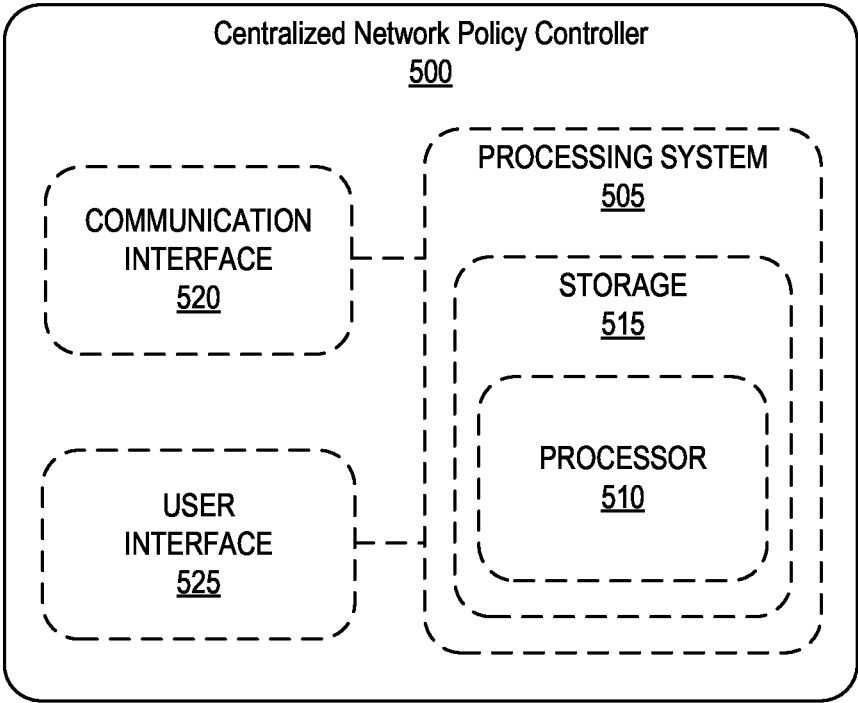 Centralized Network Policy Controller
500
COMMUNICATION
INTERFACE
520
PROCESSING SYSTEM
505
STORAGE
515
PROCESSOR
510
USER
INTERFACE
525